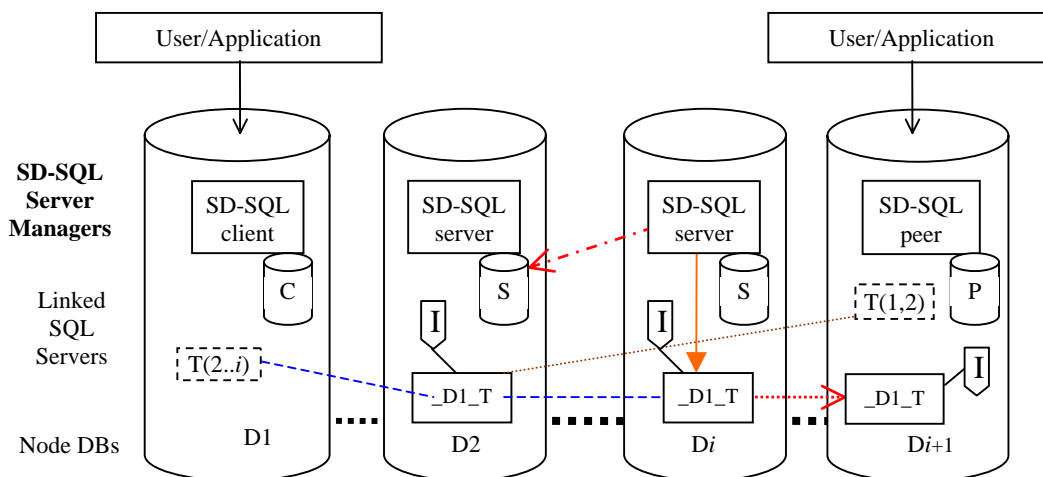 User/Application
User/Application
SD-SQL
Server
Managers
SD-SQL
client
SD-SQL
server
SD-SQL
server
SD-SQL
peer
C
S
S
P
Linked
SQL
Servers
I
I
T(1,2)
T(2..i)
I
_D1_T
_D1_T
_D1_T
Node DBs
D1
D2
Di
Di+1